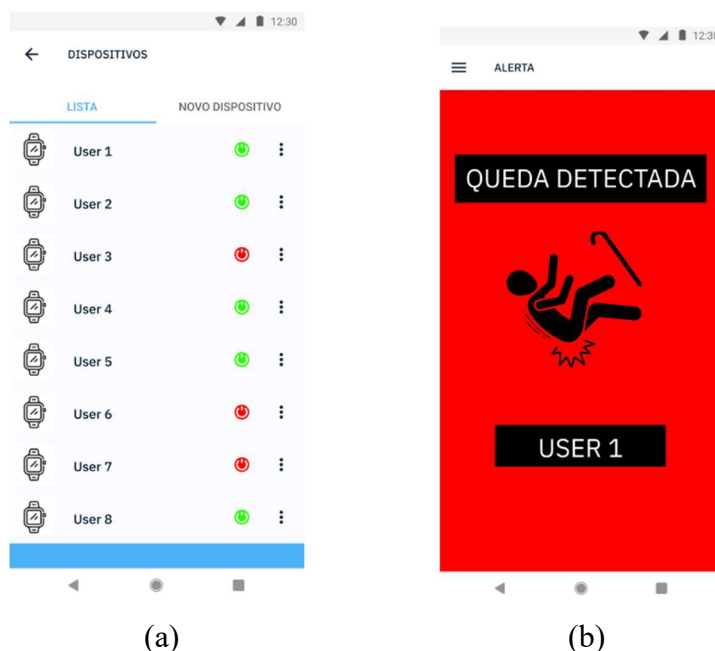 12:30
DISPOSITIVOS
LISTA NOVO DISPOSITIVO
User 1
User 2
User 3
User 4
User 5
User 6
User 7
User 8
(a)
12:30
ALERTA
QUEDA DETECTADA
USER 1
(b)